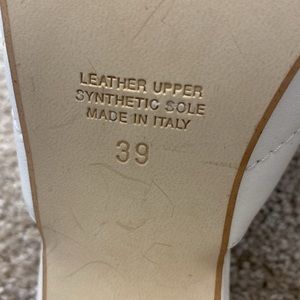 LEATHER UPPER
SYNTHETIC SOLE
MADE IN ITALY
39